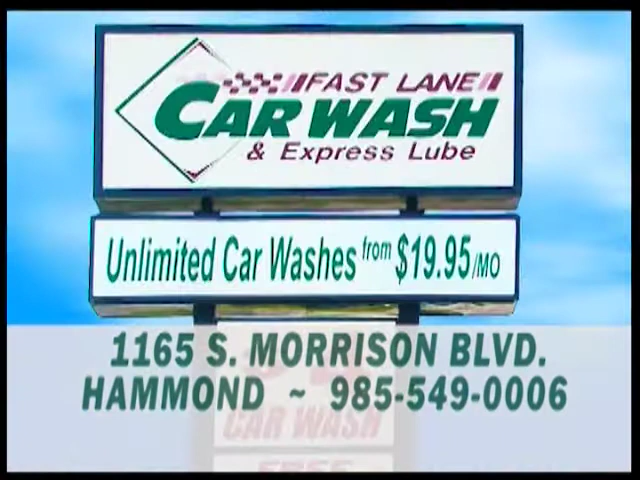 FAST LANE
CAR WASH
& Express Lube
Unlimited Car Washes from $19.95/MO
1165 S. MORRISON BLVD.
HAMMOND ~ 985-549-0006
CAR WASH
FREE